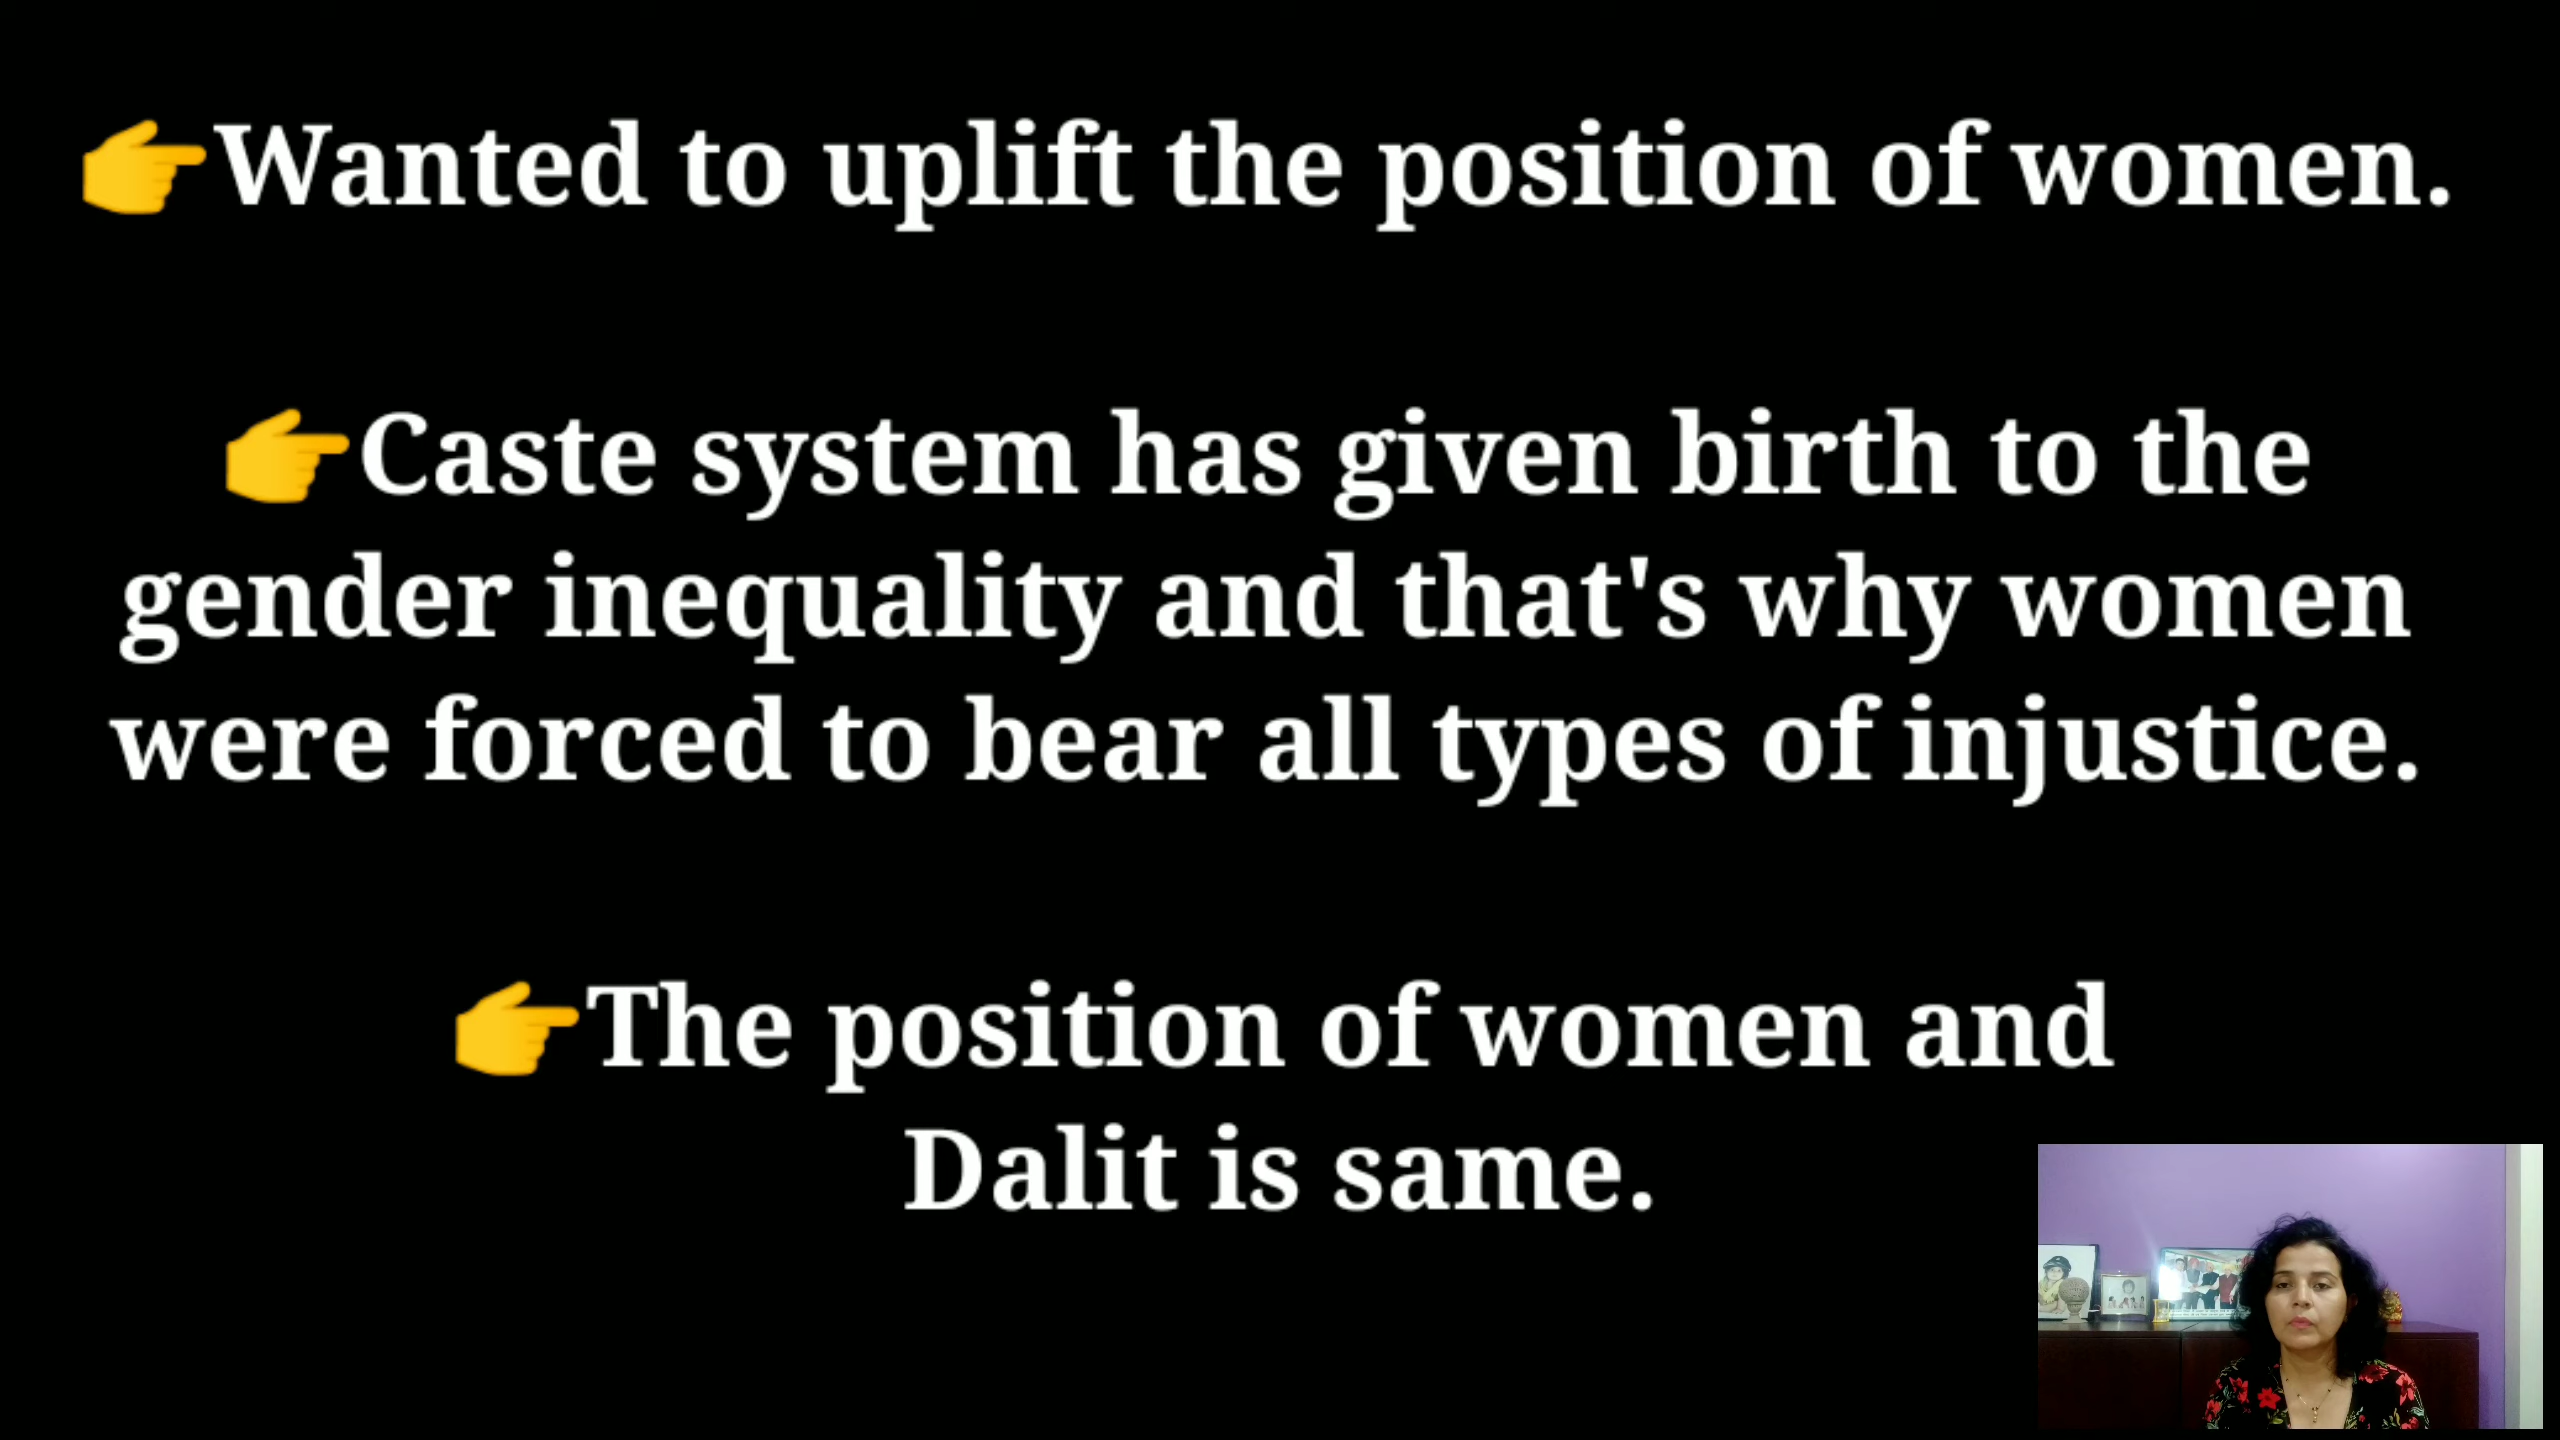 👉Wanted to uplift the position of women.
👉Caste system has given birth to the
gender inequality and that's why women
were forced to bear all types of injustice.
👉The position of women and
Dalit is same.